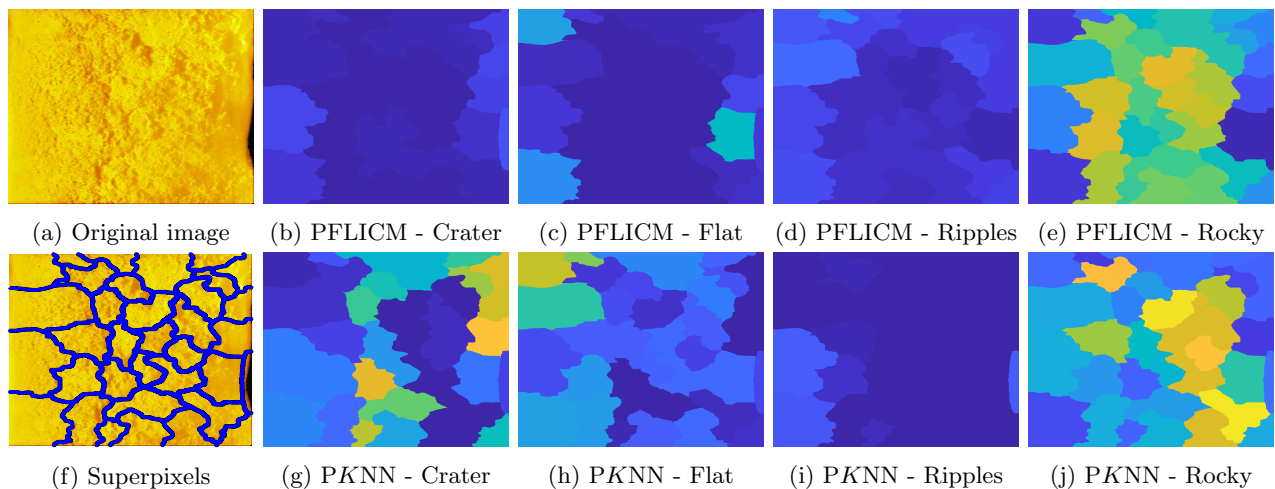 (a) Original image
(b) PFLICM - Crater
(c) PFLICM - Flat
(d) PFLICM - Ripples
(e) PFLICM - Rocky
(f) Superpixels
(g) PKNN - Crater
(h) PKNN - Flat
(i) PKNN - Ripples
(j) PKNN - Rocky